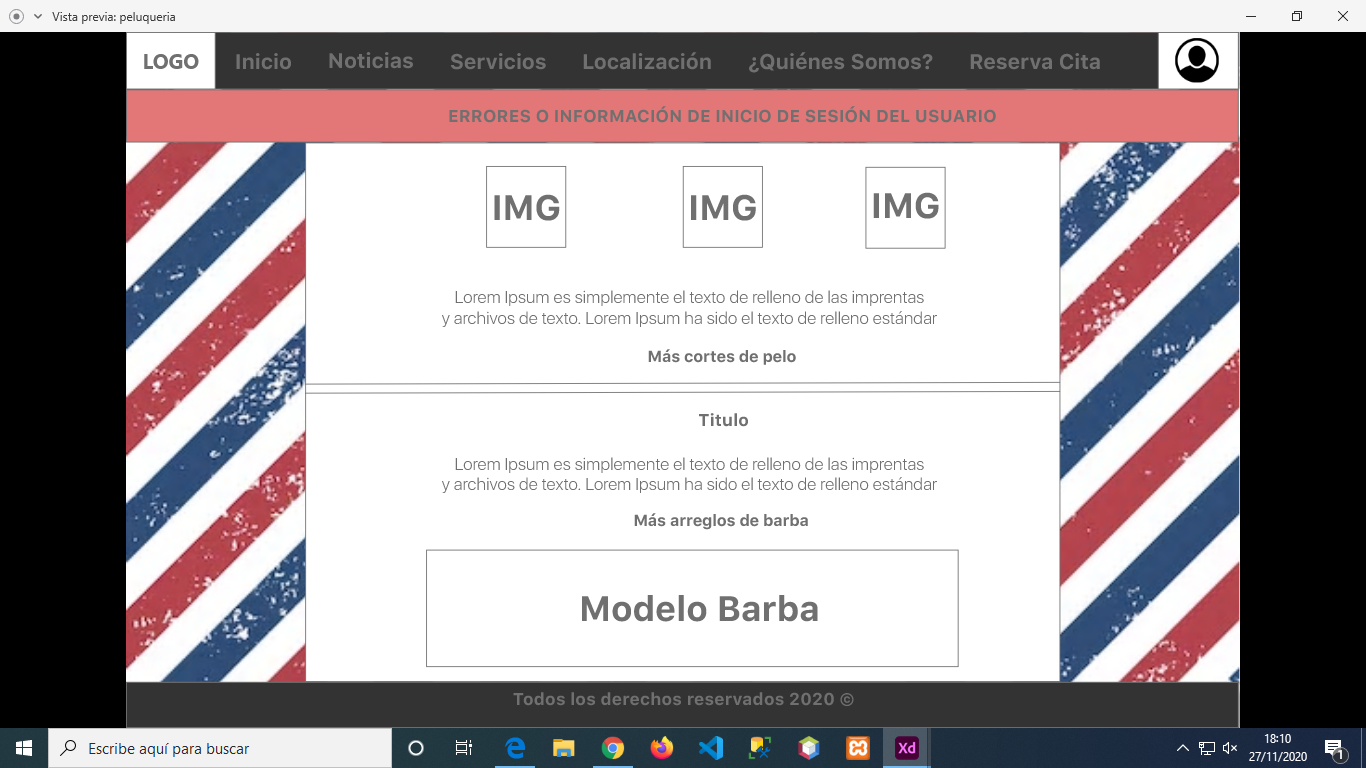 Vista previa: peluqueria
LOGO
Inicio
Noticias
Servicios
Localización
¿Quiénes Somos?
Reserva Cita
ERRORES O INFORMACIÓN DE INICIO DE SESIÓN DEL USUARIO
IMG
IMG
IMG
Lorem Ipsum es simplemente el texto de relleno de las imprentas
y archivos de texto. Lorem Ipsum ha sido el texto de relleno estándar
Más cortes de pelo
Titulo
Lorem Ipsum es simplemente el texto de relleno de las imprentas
y archivos de texto. Lorem Ipsum ha sido el texto de relleno estándar
Más arreglos de barba
Modelo Barba
Todos los derechos reservados 2020 ©
Escribe aquí para buscar
Xd
18:10
27/11/2020
1